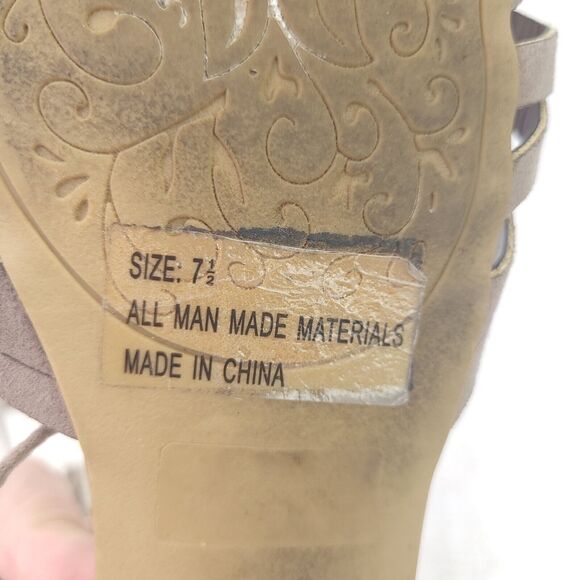 SIZE: 7½
ALL MAN MADE MATERIALS
MADE IN CHINA